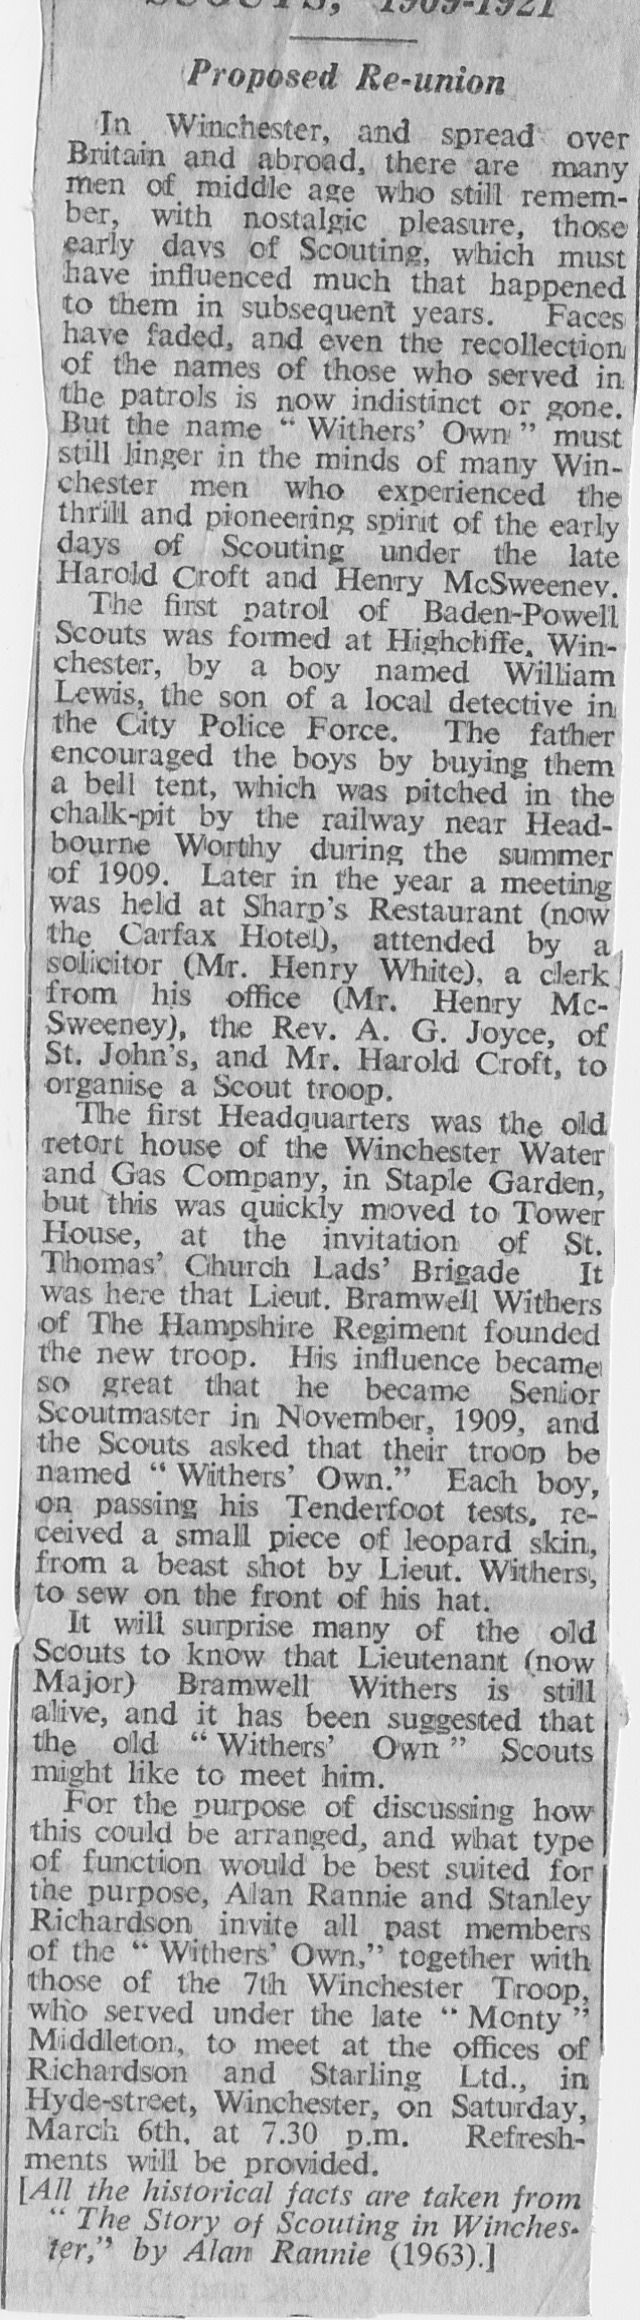 SCOUTS, 1909-1921
Proposed Re-union
In Winchester, and spread over
Britain and abroad, there are many
men of middle age who still remem-
ber, with nostalgic pleasure, those
early days of Scouting, which must
have influenced much that happened
to them in subsequent years. Faces
have faded, and even the recollection
of the names of those who served in
the patrols is now indistinct or gone.
But the name “ Withers’ Own ” must
still linger in the minds of many Win-
chester men who experienced the
thrill and pioneering spirit of the early
days of Scouting under the late
Harold Croft and Henry McSweeney.
The first patrol of Baden-Powell
Scouts was formed at Highcliffe, Win-
chester, by a boy named William
Lewis, the son of a local detective in
the City Police Force. The father
encouraged the boys by buying them
a bell tent, which was pitched in the
chalk-pit by the railway near Head-
bourne Worthy during the summer
of 1909. Later in the year a meeting
was held at Sharp’s Restaurant (now
the Carfax Hotel), attended by a
solicitor (Mr. Henry White), a clerk
from his office (Mr. Henry Mc-
Sweeney), the Rev. A. G. Joyce, of
St. John’s, and Mr. Harold Croft, to
organise a Scout troop.
The first Headquarters was the old
retort house of the Winchester Water
and Gas Company, in Staple Garden,
but this was quickly moved to Tower
House, at the invitation of St.
Thomas’ Church Lads’ Brigade It
was here that Lieut. Bramwell Withers
of The Hampshire Regiment founded
the new troop. His influence became
so great that he became Senior
Scoutmaster in November, 1909, and
the Scouts asked that their troop be
named “ Withers’ Own.” Each boy,
on passing his Tenderfoot tests, re-
ceived a small piece of leopard skin,
from a beast shot by Lieut. Withers,
to sew on the front of his hat.
It will surprise many of the old
Scouts to know that Lieutenant (now
Major) Bramwell Withers is still
alive, and it has been suggested that
the old “ Withers’ Own ” Scouts
might like to meet him.
For the purpose of discussing how
this could be arranged, and what type
of function would be best suited for
the purpose, Alan Rannie and Stanley
Richardson invite all past members
of the “ Withers’ Own,” together with
those of the 7th Winchester Troop,
who served under the late “ Monty ”
Middleton, to meet at the offices of
Richardson and Starling Ltd., in
Hyde-street, Winchester, on Saturday,
March 6th, at 7.30 p.m. Refresh-
ments will be provided.
[All the historical facts are taken from
“ The Story of Scouting in Winches-
ter,” by Alan Rannie (1963).]